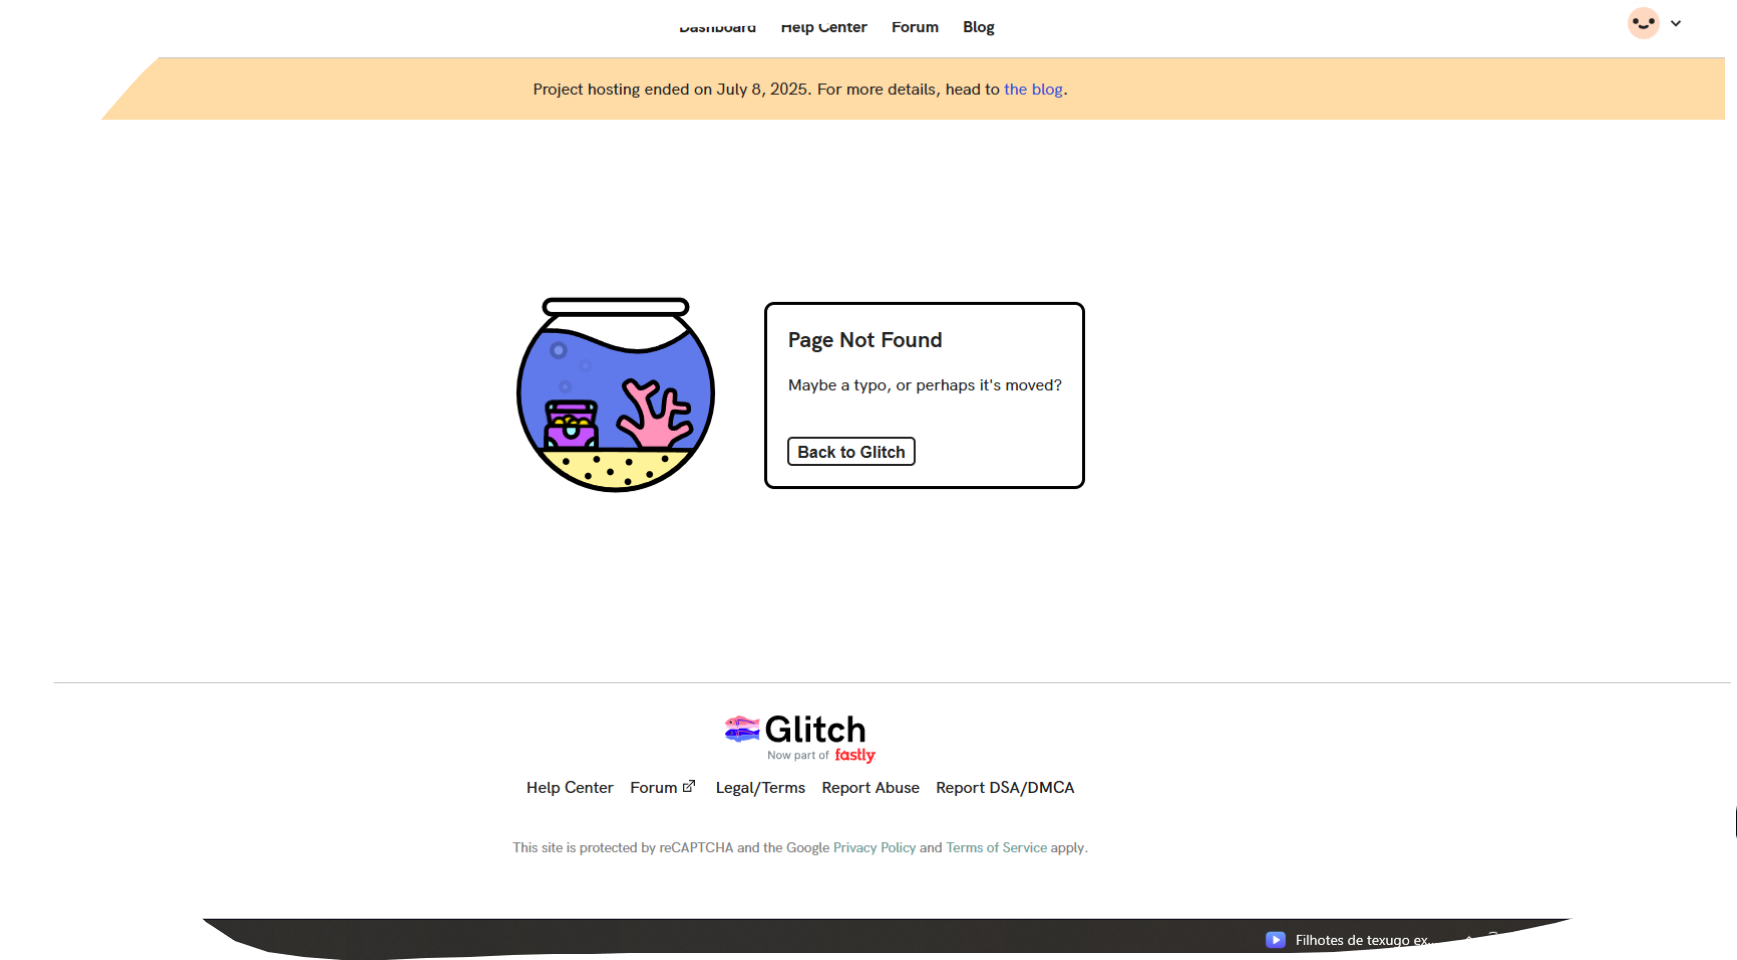 Dashboard Help Center Forum Blog
Project hosting ended on July 8, 2025. For more details, head to the blog.
Page Not Found
Maybe a typo, or perhaps it's moved?
Back to Glitch
Glitch
Now part of fastly
Help Center Forum Legal/Terms Report Abuse Report DSA/DMCA
This site is protected by reCAPTCHA and the Google Privacy Policy and Terms of Service apply.
Filhotes de texugo ex...